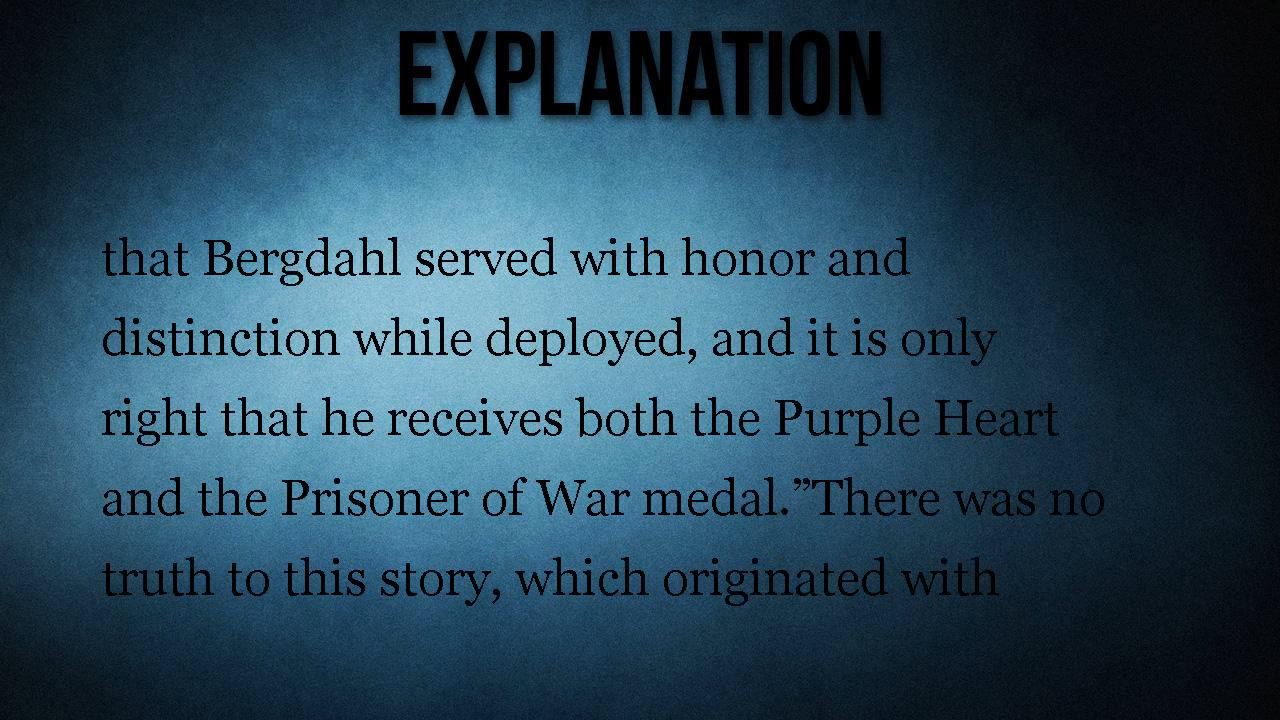 EXPLANATION
that Bergdahl served with honor and
distinction while deployed, and it is only
right that he receives both the Purple Heart
and the Prisoner of War medal.”There was no
truth to this story, which originated with